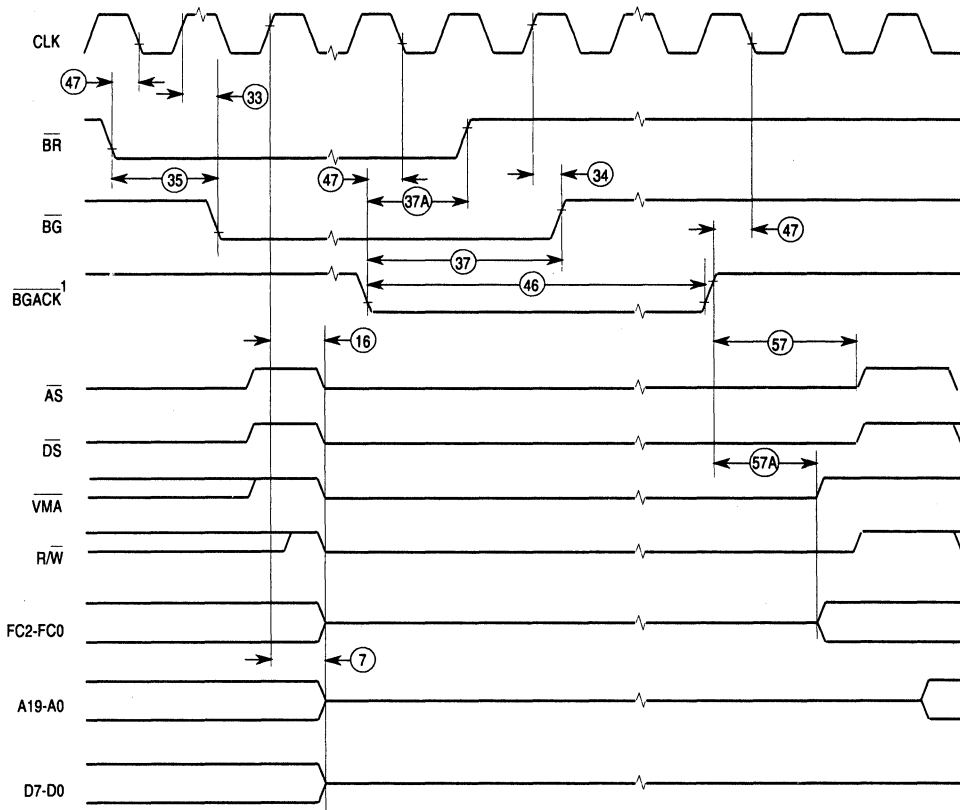 CLK
47
33
BR
35
47
37A
34
BG
47
37
BGACK1
46
16
57
AS
DS
57A
VMA
R/W
FC2-FC0
7
A19-A0
D7-D0